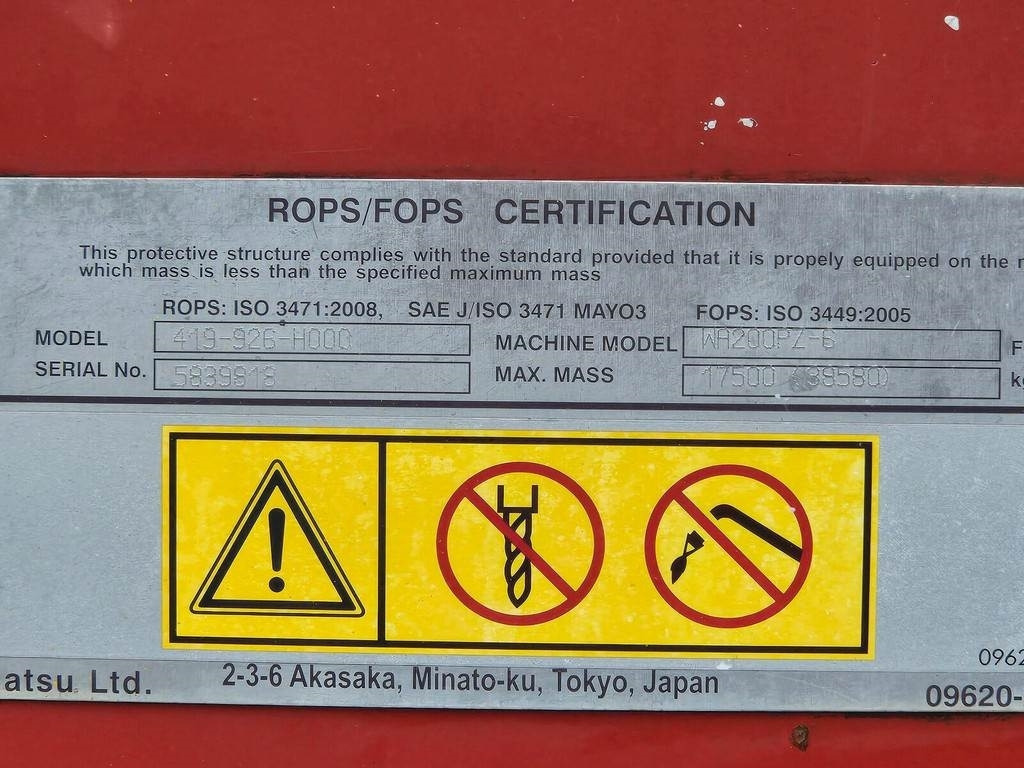 ROPS/FOPS CERTIFICATION
This protective structure complies with the standard provided that it is propely equipped on the
which mass is less than the specified maximum mass
ROPS: ISO 3471:2008, SAE J/ISO 3471 MAYO3 FOPS: ISO 3449:2005
MODEL 419-926-H000 MACHINE MODEL WA200PZ-6
SERIAL No. 5839818 MAX. MASS 17500 (38580) kg
0962
atsu Ltd. 2-3-6 Akasaka, Minato-ku, Tokyo, Japan 09620-